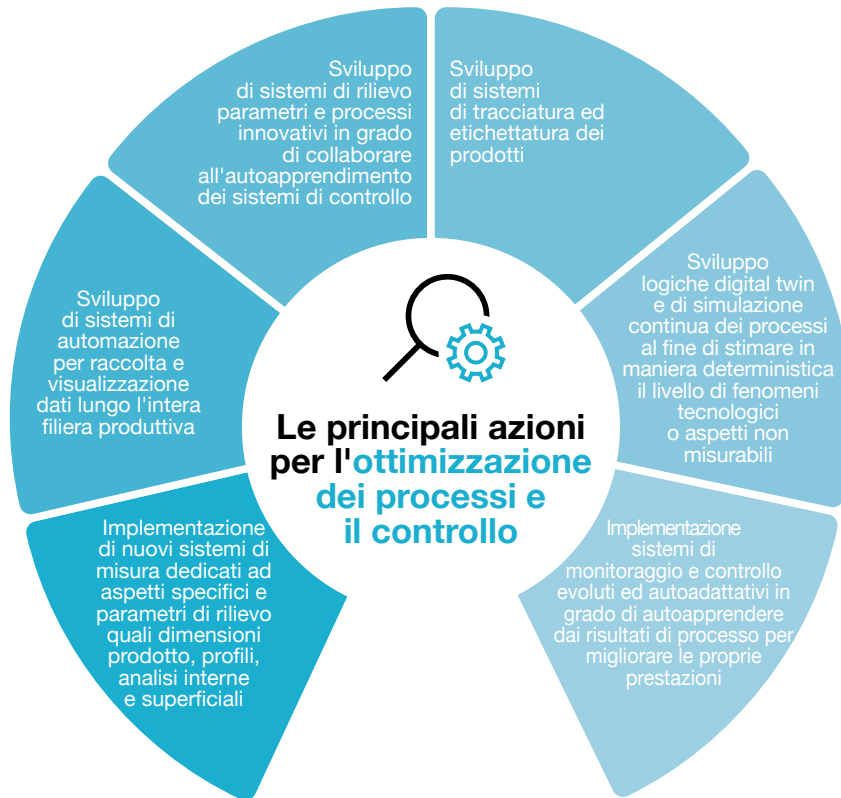 Le principali azioni
per l'ottimizzazione
dei processi e
il controllo
Implementazione
di nuovi sistemi di
misura dedicati ad
aspetti specifici e
parametri di rilievo
quali dimensioni
prodotto, profili,
analisi interne
e superficiali
Sviluppo
di sistemi di
automazione
per raccolta e
visualizzazione
dati lungo l'intera
filiera produttiva
Sviluppo
di sistemi di rilievo
parametri e processi
innovativi in grado
di collaborare
all'autoapprendimento
dei sistemi di controllo
Sviluppo
di sistemi
di tracciatura ed
etichettatura dei
prodotti
Sviluppo
logiche digital twin
e di simulazione
continua dei processi
al fine di stimare in
maniera deterministica
il livello di fenomeni
tecnologici
o aspetti non
misurabili
Implementazione
sistemi di
monitoraggio e controllo
evoluti ed autoadattativi in
grado di autoapprendere
dai risultati di processo per
migliorare le proprie
prestazioni